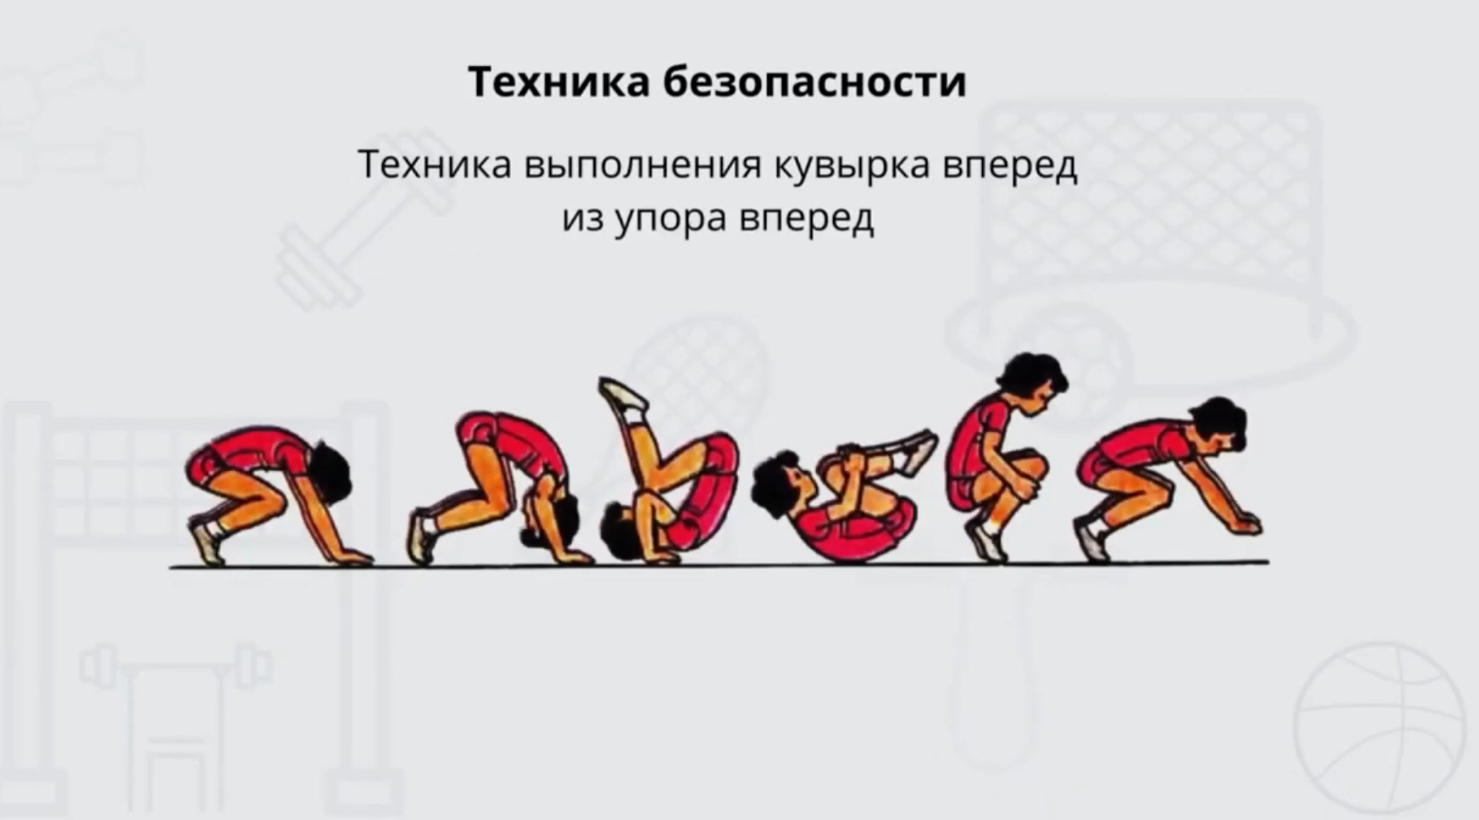 Техника безопасности
Техника выполнения кувырка вперед
из упора вперед